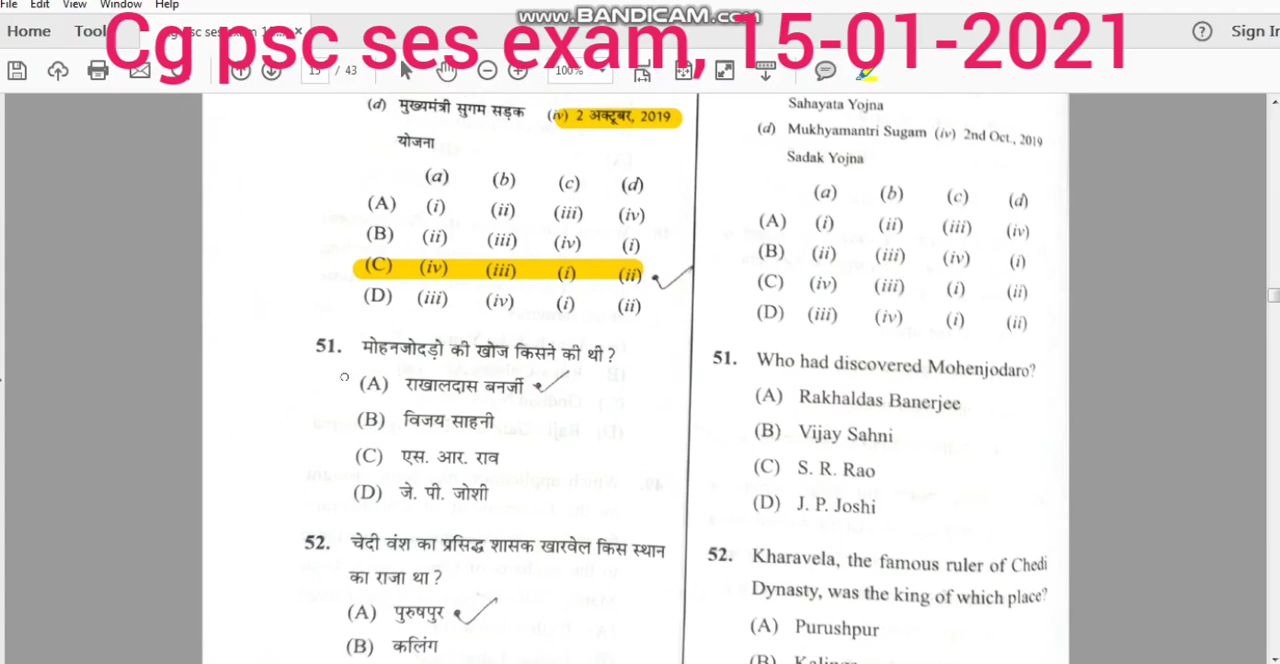 File Edit View Window Help
www.BANDICAM.com
Cg psc ses exam, 15-01-2021
Home Tool
Sign In
15 / 43
100%
(d) मुख्यमंत्री सुगम सड़क (iv) 2 अक्टूबर, 2019
योजना
(a) (b) (c) (d)
(A) (i) (ii) (iii) (iv)
(B) (ii) (iii) (iv) (i)
(C) (iv) (iii) (i) (ii)
(D) (iii) (iv) (i) (ii)
51. मोहनजोदड़ो की खोज किसने की थी?
(A) राखालदास बनर्जी
(B) विजय साहनी
(C) एस. आर. राव
(D) जे. पी. जोशी
52. चेदी वंश का प्रसिद्ध शासक खारवेल किस स्थान
का राजा था?
(A) पुरुषपुर
(B) कलिंग
Sahayata Yojna
(d) Mukhyamantri Sugam (iv) 2nd Oct., 2019
Sadak Yojna
(a) (b) (c) (d)
(A) (i) (ii) (iii) (iv)
(B) (ii) (iii) (iv) (i)
(C) (iv) (iii) (i) (ii)
(D) (iii) (iv) (i) (ii)
51. Who had discovered Mohenjodaro?
(A) Rakhaldas Banerjee
(B) Vijay Sahni
(C) S. R. Rao
(D) J. P. Joshi
52. Kharavela, the famous ruler of Chedi
Dynasty, was the king of which place?
(A) Purushpur
(B) Kalinga